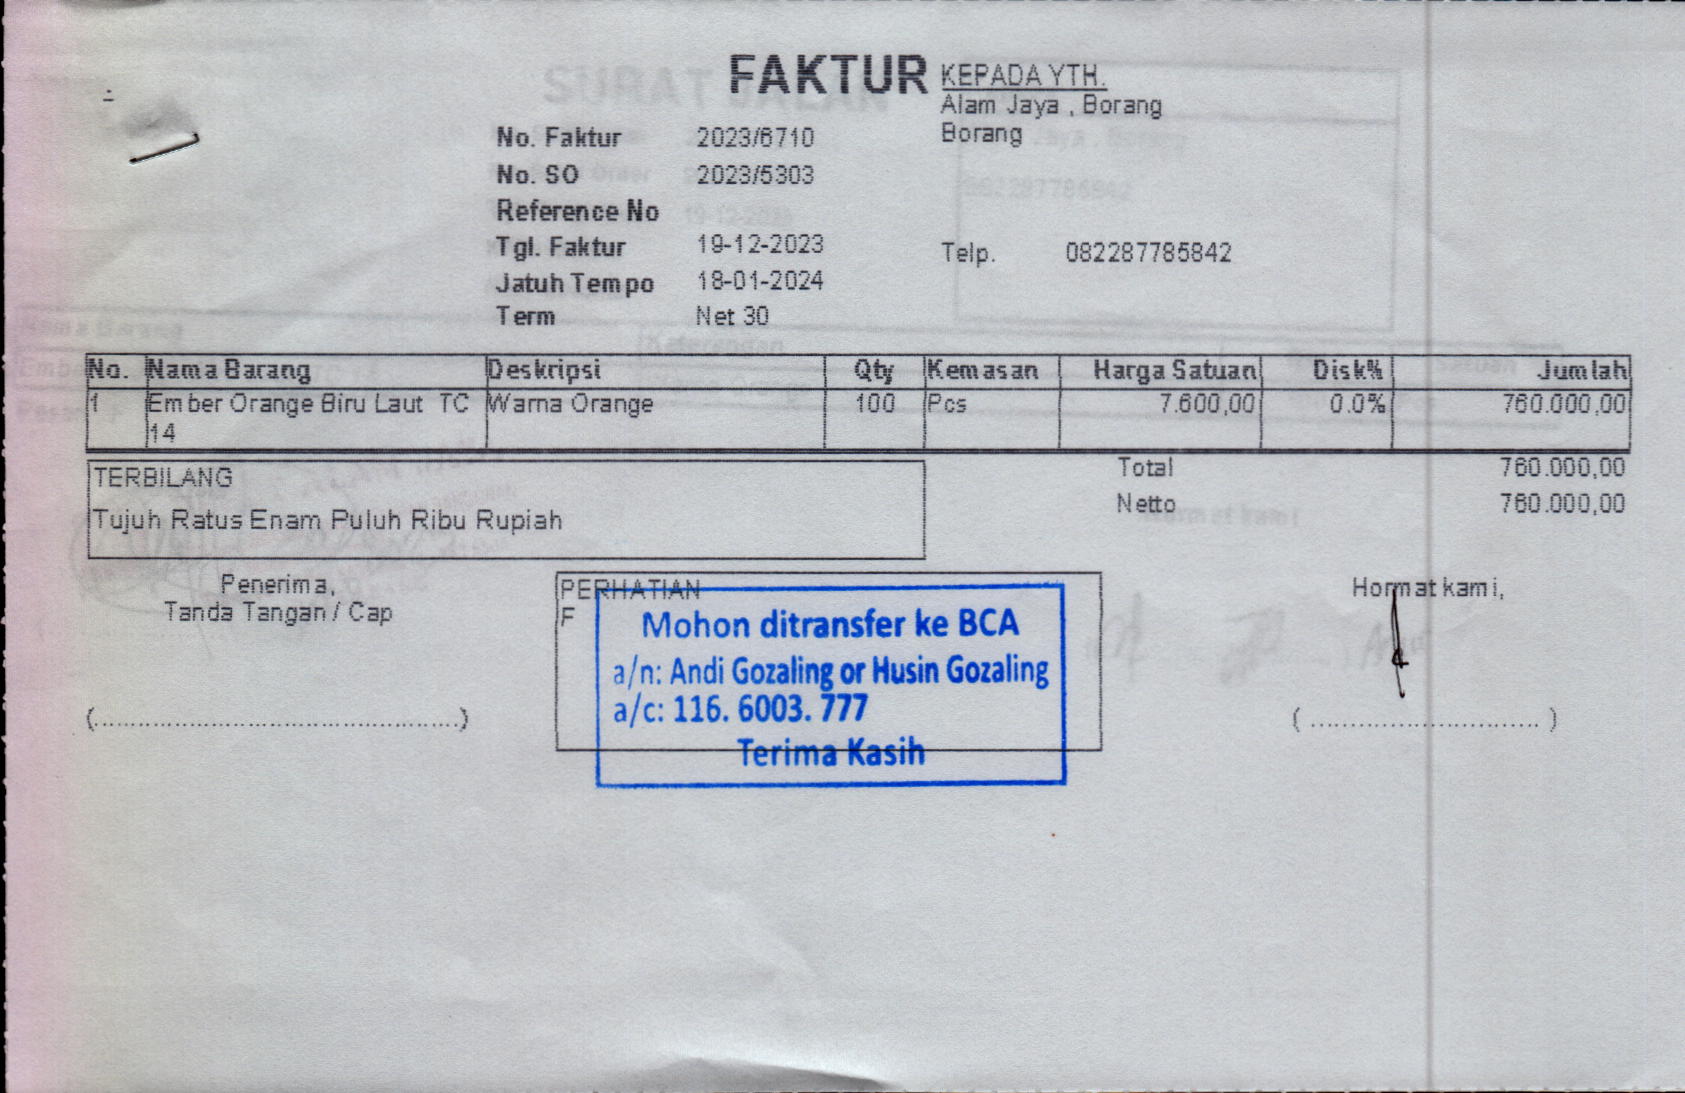 FAKTUR
KEPADA YTH.
Alam Jaya , Borang
Borang
No. Faktur 2023/6710
No. SO 2023/5303
Reference No
Tgl. Faktur 19-12-2023
Telp. 082287785842
Jatuh Tempo 18-01-2024
Term Net 30
No. Nama Barang Deskripsi Qty Kemasan Harga Satuan Disk% Jumlah
1 Ember Orange Biru Laut TC Warna Orange 100 Pcs 7.600,00 0.0% 760.000,00
14
TERBILANG
Total 760.000,00
Netto 760.000,00
Tujuh Ratus Enam Puluh Ribu Rupiah
Penerima,
Tanda Tangan / Cap
PERHATIAN
F
Mohon ditransfer ke BCA
a/n: Andi Gozaling or Husin Gozaling
a/c: 116. 6003. 777
Terima Kasih
Hormat kami,
(............................................)
( ............................... )